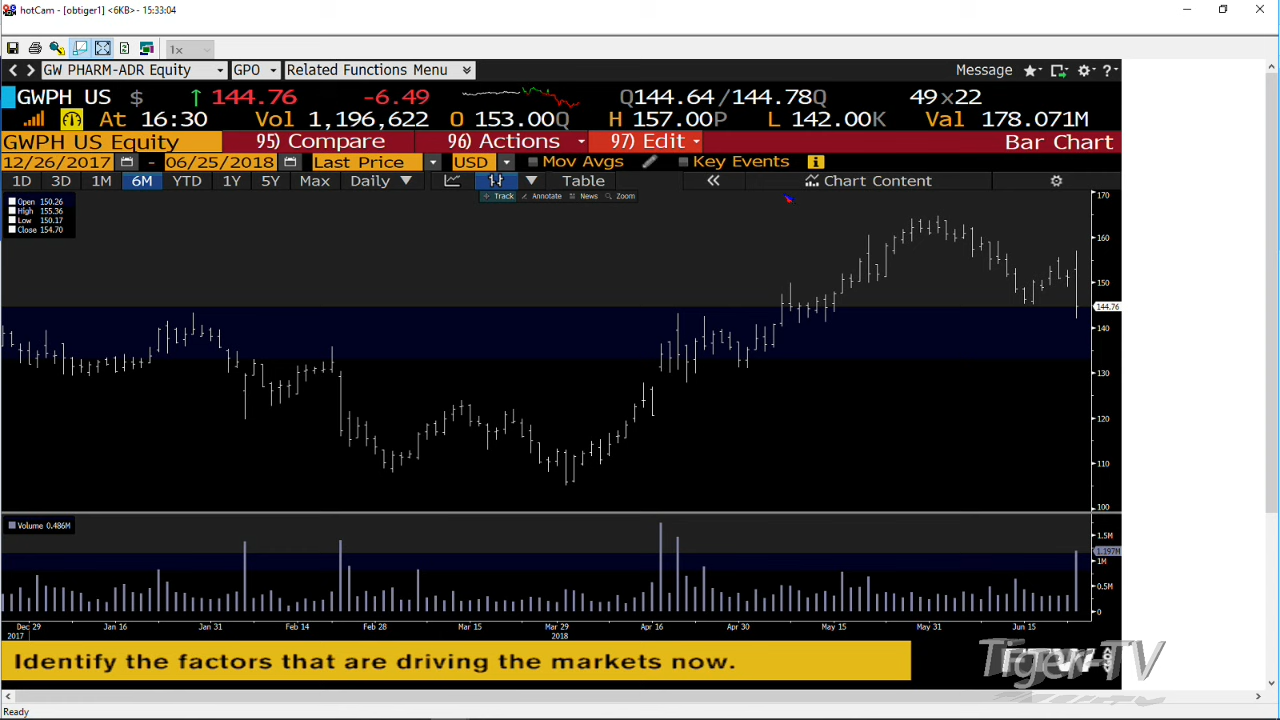 hotCam - [obtiger1] <6KB> - 15:33:04
1x
GW PHARM-ADR Equity GPO Related Functions Menu Message ?
GWPH US $ ↑ 144.76 -6.49 Q144.64/144.78Q 49x22
At 16:30 Vol 1,196,622 O 153.00Q H 157.00P L 142.00K Val 178.071M
GWPH US Equity 95) Compare 96) Actions 97) Edit Bar Chart
12/26/2017 - 06/25/2018 Last Price USD Mov Avgs Key Events i
1D 3D 1M 6M YTD 1Y 5Y Max Daily ▼ Table « Chart Content
Track Annotate News Zoom
Open 150.26
High 155.36
Low 150.17
Close 154.70
170
160
150
144.76
140
130
120
110
100
Volume 0.486M
1.5M
1.197M
1M
0.5M
0
Dec 29 Jan 16 Jan 31 Feb 14 Feb 28 Mar 15 Mar 29 Apr 16 Apr 30 May 15 May 31 Jun 15
2017 2018
Identify the factors that are driving the markets now.
Tiger-TV
Ready